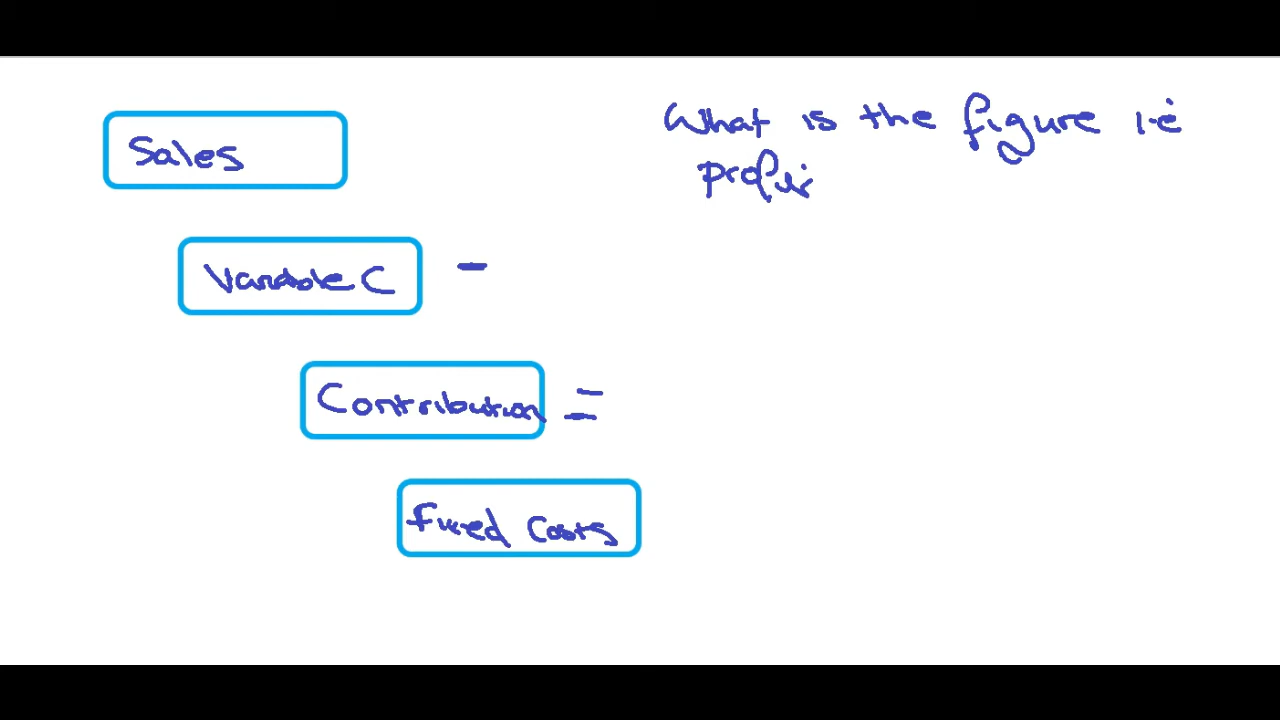 What is the figure i.e
profit
Sales
Variable C -
Contribution =
fixed Costs